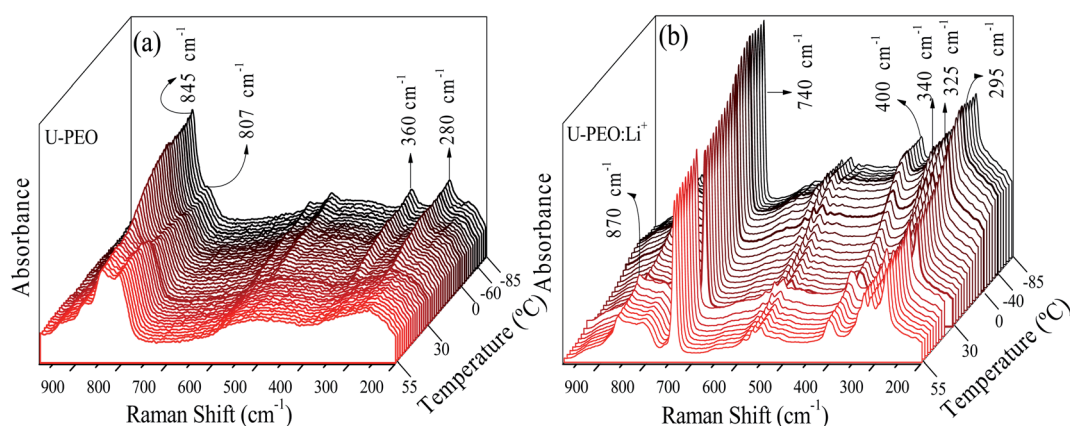 (a)
845 cm⁻¹
807 cm⁻¹
360 cm⁻¹
280 cm⁻¹
U-PEO
Absorbance
900 800 700 600 500 400 300 200
Raman Shift (cm⁻¹)
55
30
0
-60
-85
Temperature (ºC)
(b)
740 cm⁻¹
400 cm⁻¹
340 cm⁻¹
325 cm⁻¹
295 cm⁻¹
U-PEO:Li⁺
870 cm⁻¹
Absorbance
900 800 700 600 500 400 300 200
Raman Shift (cm⁻¹)
55
30
0
-40
-85
Temperature (ºC)